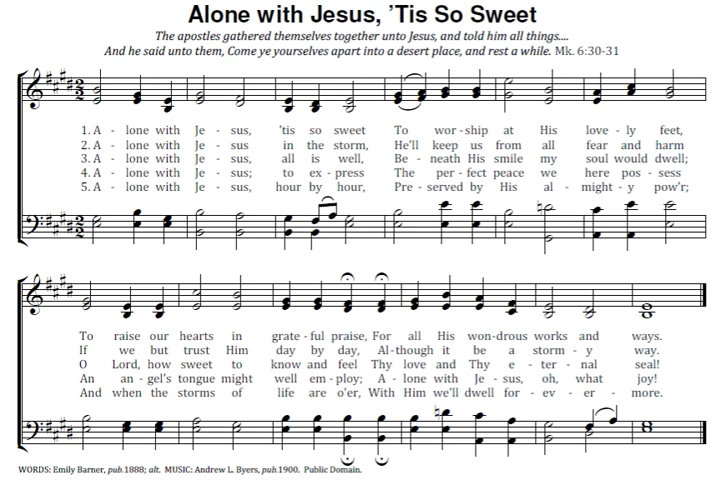 Alone with Jesus, 'Tis So Sweet
The apostles gathered themselves together unto Jesus, and told him all things....
And he said unto them, Come ye yourselves apart into a desert place, and rest a while. Mk. 6:30-31
1. A - lone with Je - sus, 'tis so sweet To wor - ship at His love - ly feet,
2. A - lone with Je - sus in the storm, He'll keep us from all fear and harm
3. A - lone with Je - sus, all is well, Be - neath His smile my soul would dwell;
4. A - lone with Je - sus; to ex - press The per - fect peace we here pos - sess
5. A - lone with Je - sus, hour by hour, Pre - served by His al - might - y pow'r;
To raise our hearts in grate - ful praise, For all His won - drous works and ways.
If we but trust Him day by day, Al - though it be a storm - y way.
O Lord, how sweet to know and feel Thy love and Thy e - ter - nal seal!
An an - gel's tongue might well em - ploy; A - lone with Je - sus, oh, what joy!
And when the storms of life are o'er, With Him we'll dwell for - ev - er - more.
WORDS: Emily Barner, pub.1888; alt. MUSIC: Andrew L. Byers, pub.1900. Public Domain.